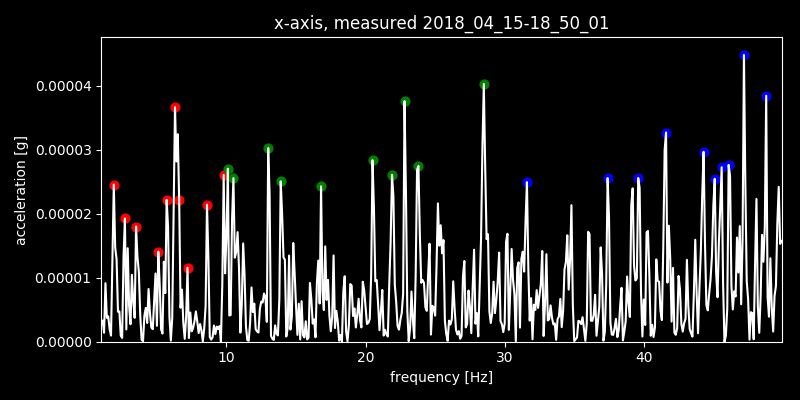 x-axis, measured 2018_04_15-18_50_01
acceleration [g]
0.00004
0.00003
0.00002
0.00001
0.00000
10 20 30 40
frequency [Hz]